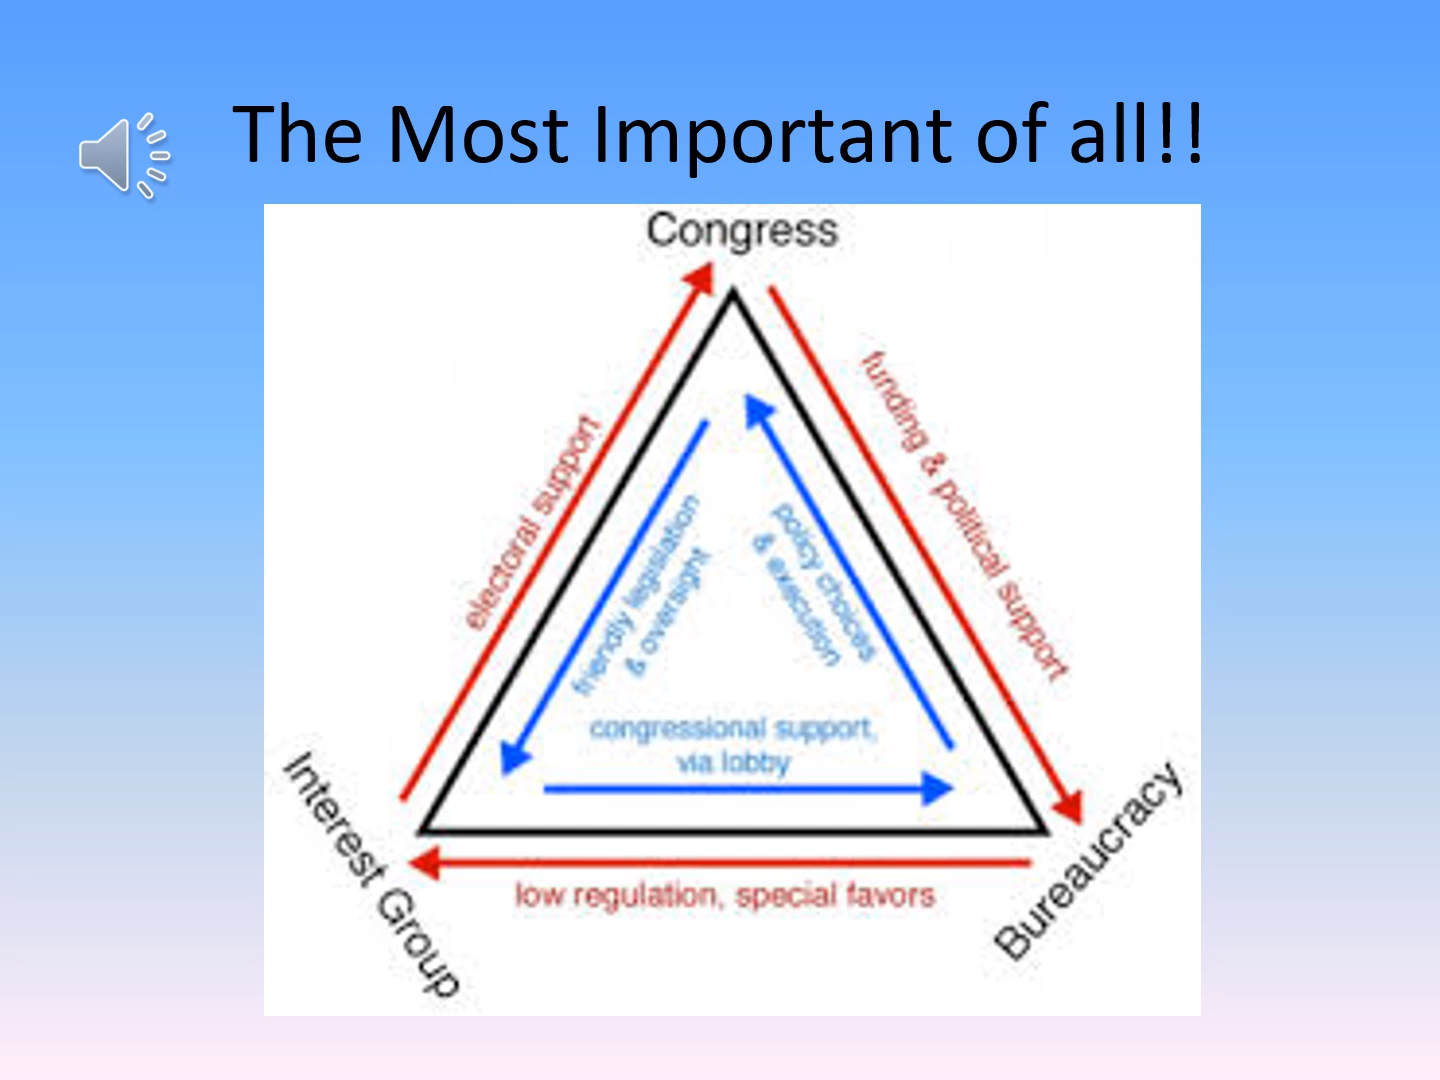 The Most Important of all!!
Congress
electoral support
funding & political support
friendly legislation
& oversight
policy choices
& execution
congressional support,
via lobby
Interest Group
Bureaucracy
low regulation, special favors